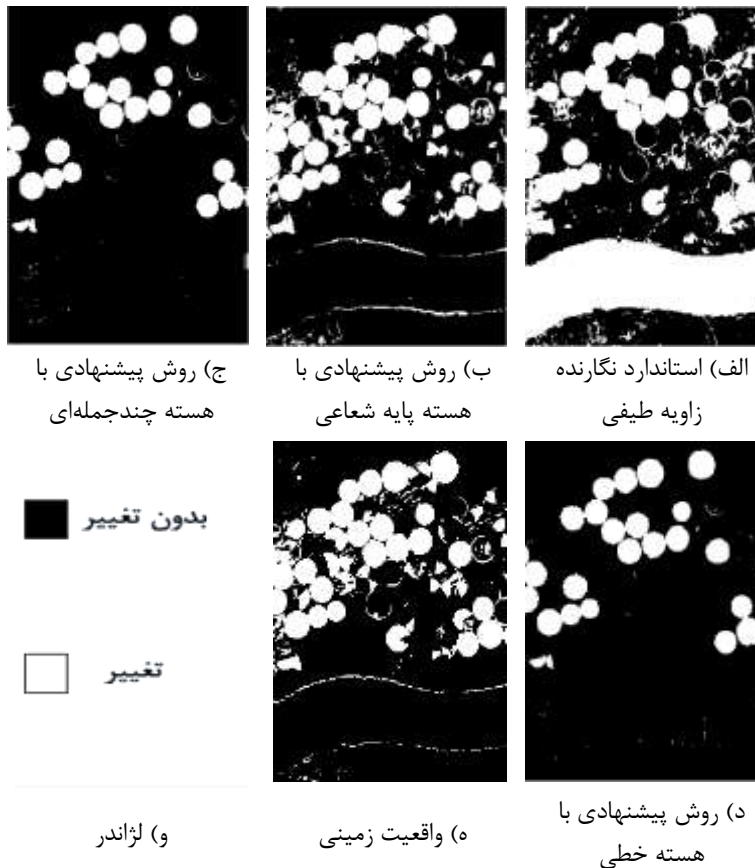 الف) استاندارد نگارنده
زاویه طیفی
ب) روش پیشنهادی با
هسته پایه شعاعی
ج) روش پیشنهادی با
هسته چندجمله‌ای
د) روش پیشنهادی با
هسته خطی
ه) واقعیت زمینی
بدون تغییر
تغییر
و) لژاندر